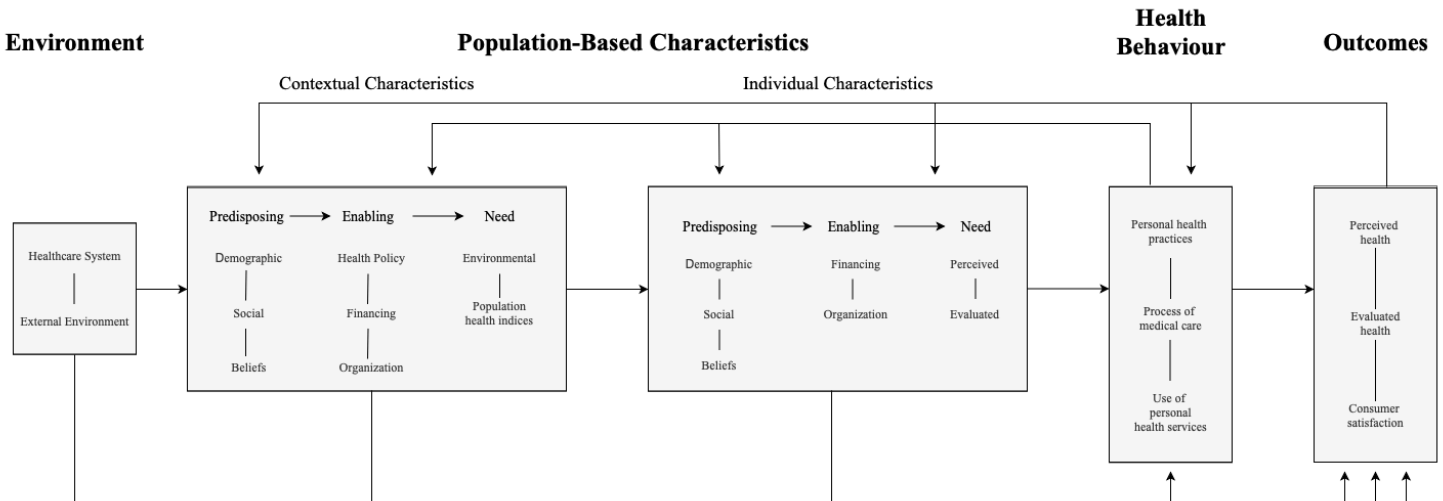 Environment
Population-Based Characteristics
Health
Behaviour
Outcomes
Contextual Characteristics
Individual Characteristics
Healthcare System
External Environment
Predisposing
Enabling
Need
Demographic
Health Policy
Environmental
Social
Financing
Population
health indices
Beliefs
Organization
Predisposing
Enabling
Need
Demographic
Financing
Perceived
Social
Organization
Evaluated
Beliefs
Personal health
practices
Process of
medical care
Use of
personal
health services
Perceived
health
Evaluated
health
Consumer
satisfaction